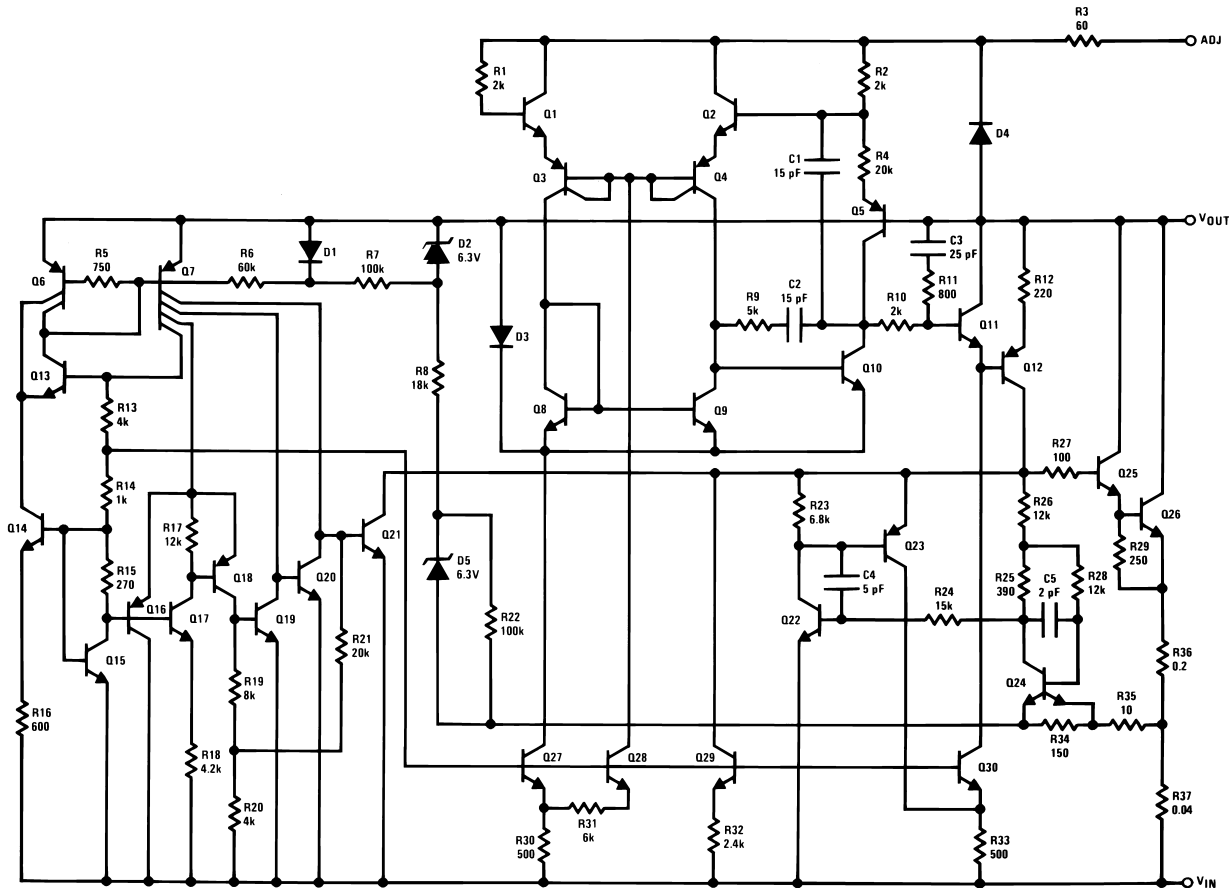 R3
60
ADJ
R1
2k
R2
2k
Q1
Q2
D4
C1
15 pF
R4
20k
Q3
Q4
Q5
VOUT
R5
750
Q6
Q7
R6
60k
D1
R7
100k
D2
6.3V
C3
25 pF
R12
220
R11
800
D3
R9
5k
C2
15 pF
R10
2k
Q11
Q12
Q10
Q13
R8
18k
Q8
Q9
R13
4k
R27
100
Q25
R14
1k
Q14
R17
12k
Q21
R23
6.8k
R26
12k
Q26
Q23
R29
250
R15
270
Q18
Q20
D5
6.3V
C4
5 pF
R25
390
C5
2 pF
R28
12k
Q16
Q17
Q19
R22
100k
Q22
R24
15k
R21
20k
Q15
R36
0.2
R19
8k
Q24
R16
600
R35
10
R34
150
R18
4.2k
Q27
Q28
Q29
Q30
R20
4k
R37
0.04
R31
6k
R30
500
R32
2.4k
R33
500
VIN